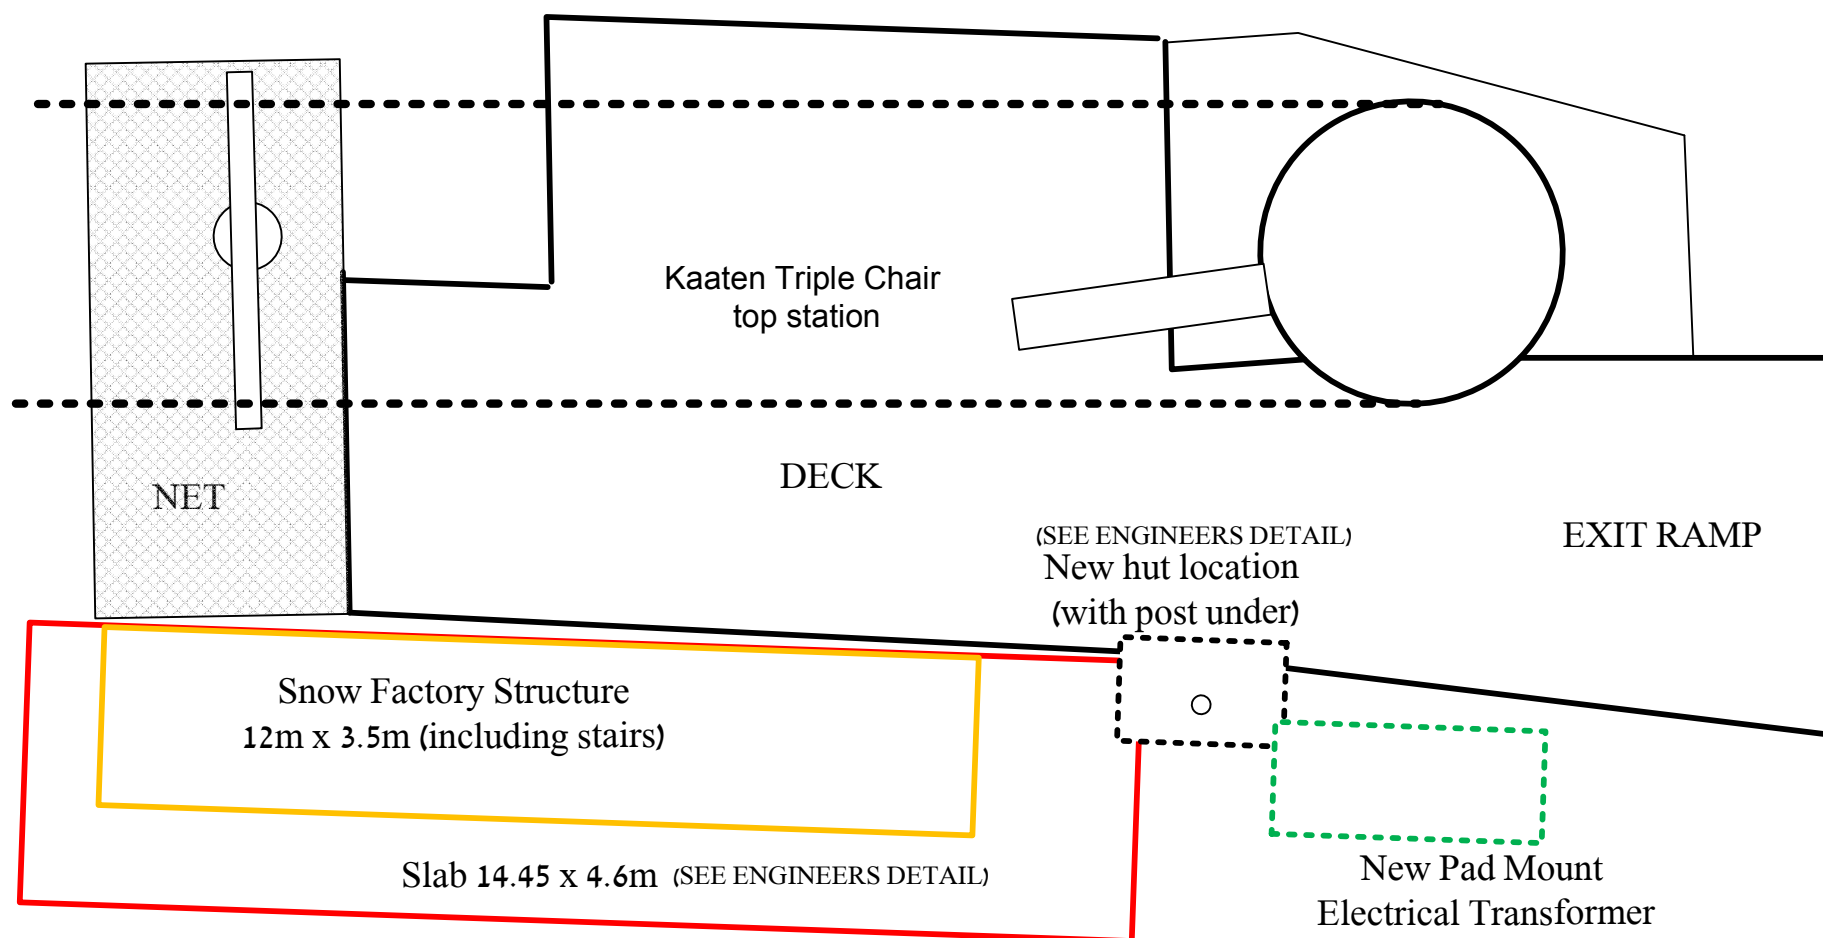 Kaaten Triple Chair
top station
DECK
NET
(SEE ENGINEERS DETAIL)
New hut location
(with post under)
EXIT RAMP
Snow Factory Structure
12m x 3.5m (including stairs)
Slab 14.45 x 4.6m (SEE ENGINEERS DETAIL)
New Pad Mount
Electrical Transformer